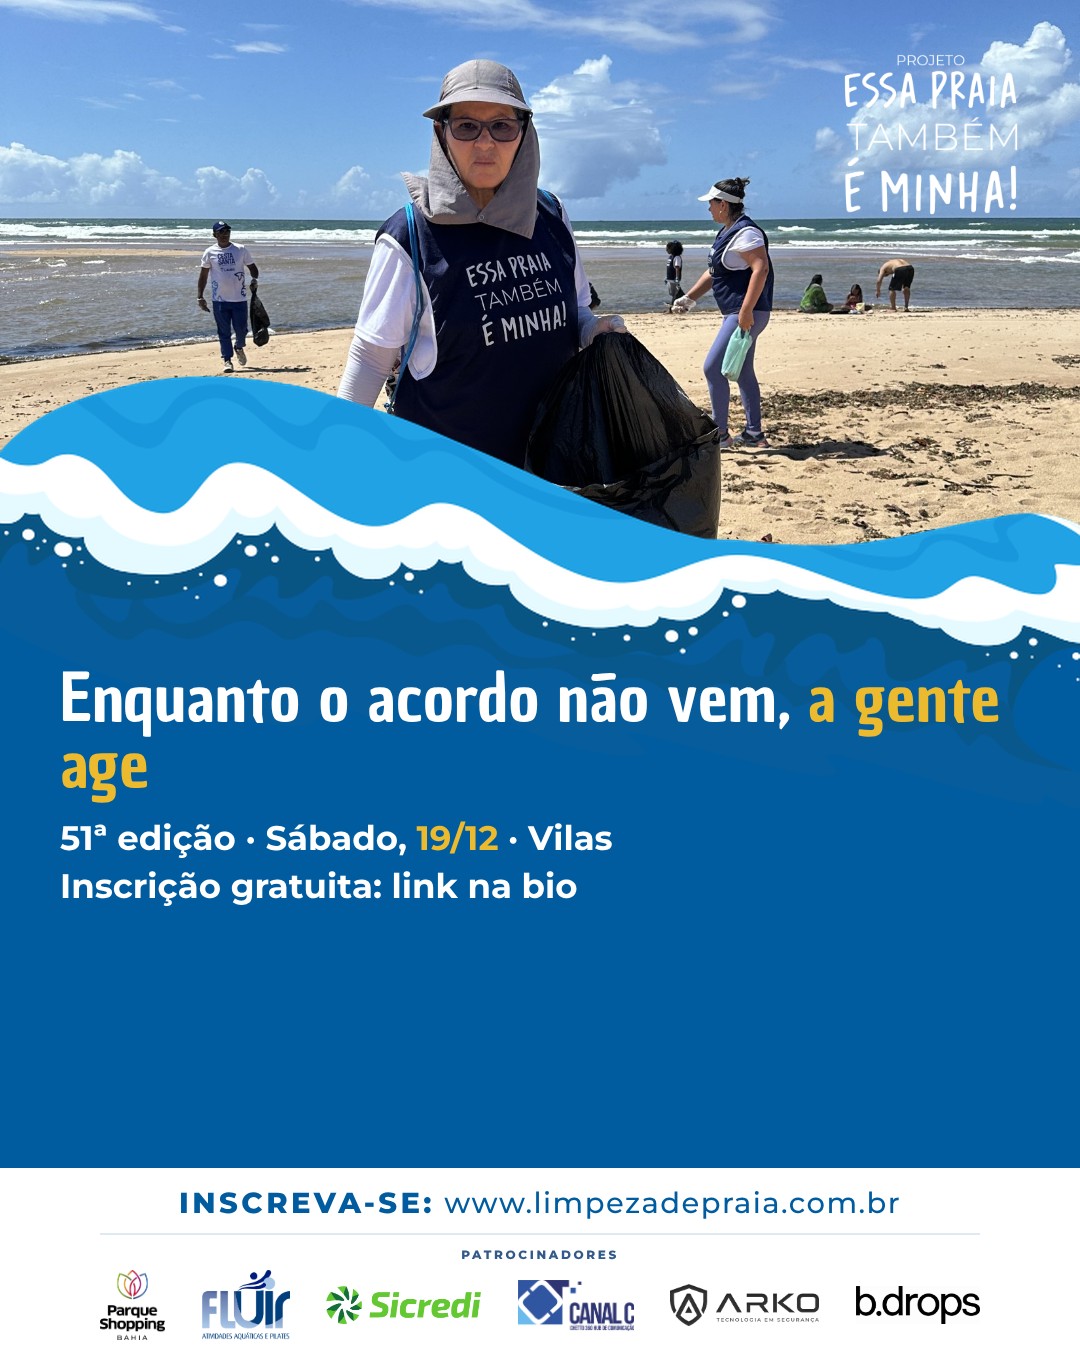 PROJETO
ESSA PRAIA
TAMBÉM
É MINHA!
ESSA PRAIA
TAMBÉM
É MINHA!
Enquanto o acordo não vem, a gente
age
51ª edição · Sábado, 19/12 · Vilas
Inscrição gratuita: link na bio
INSCREVA-SE: www.limpezadepraia.com.br
PATROCINADORES
Parque
Shopping
BAHIA
FLUIR
ATIVIDADES AQUÁTICAS E PILATES
Sicredi
CANAL C
ARKO
TECNOLOGIA EM SEGURANÇA
b.drops